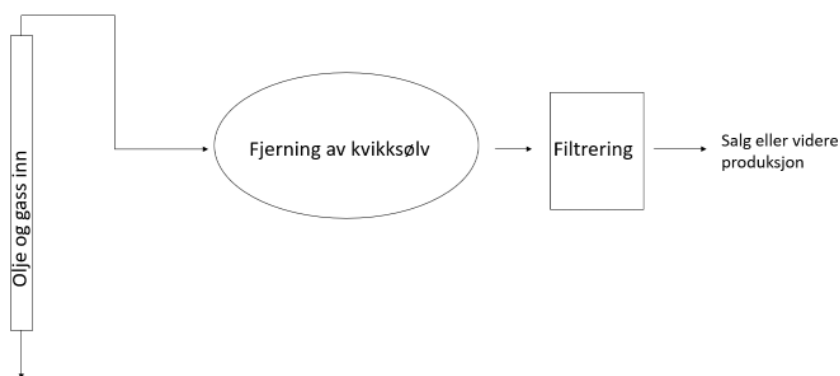 Olje og gass inn
Fjerning av kvikksølv
Filtrering
Salg eller videre
produksjon